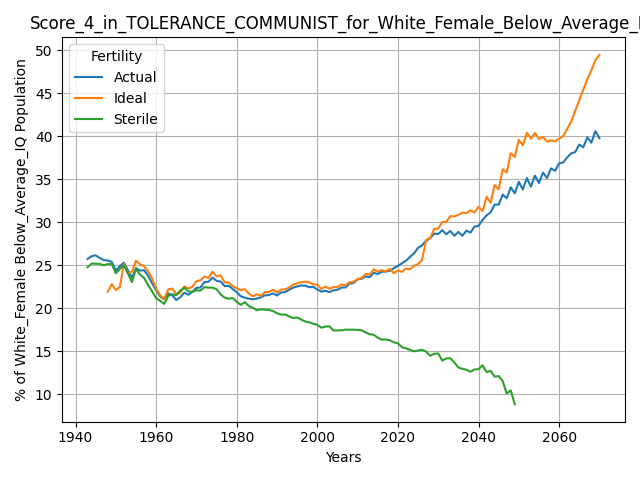 Score_4_in_TOLERANCE_COMMUNIST_for_White_Female_Below_Average_I
Fertility
Actual
Ideal
Sterile
% of White_Female Below_Average_IQ Population
50
45
40
35
30
25
20
15
10
1940
1960
1980
2000
2020
2040
2060
Years